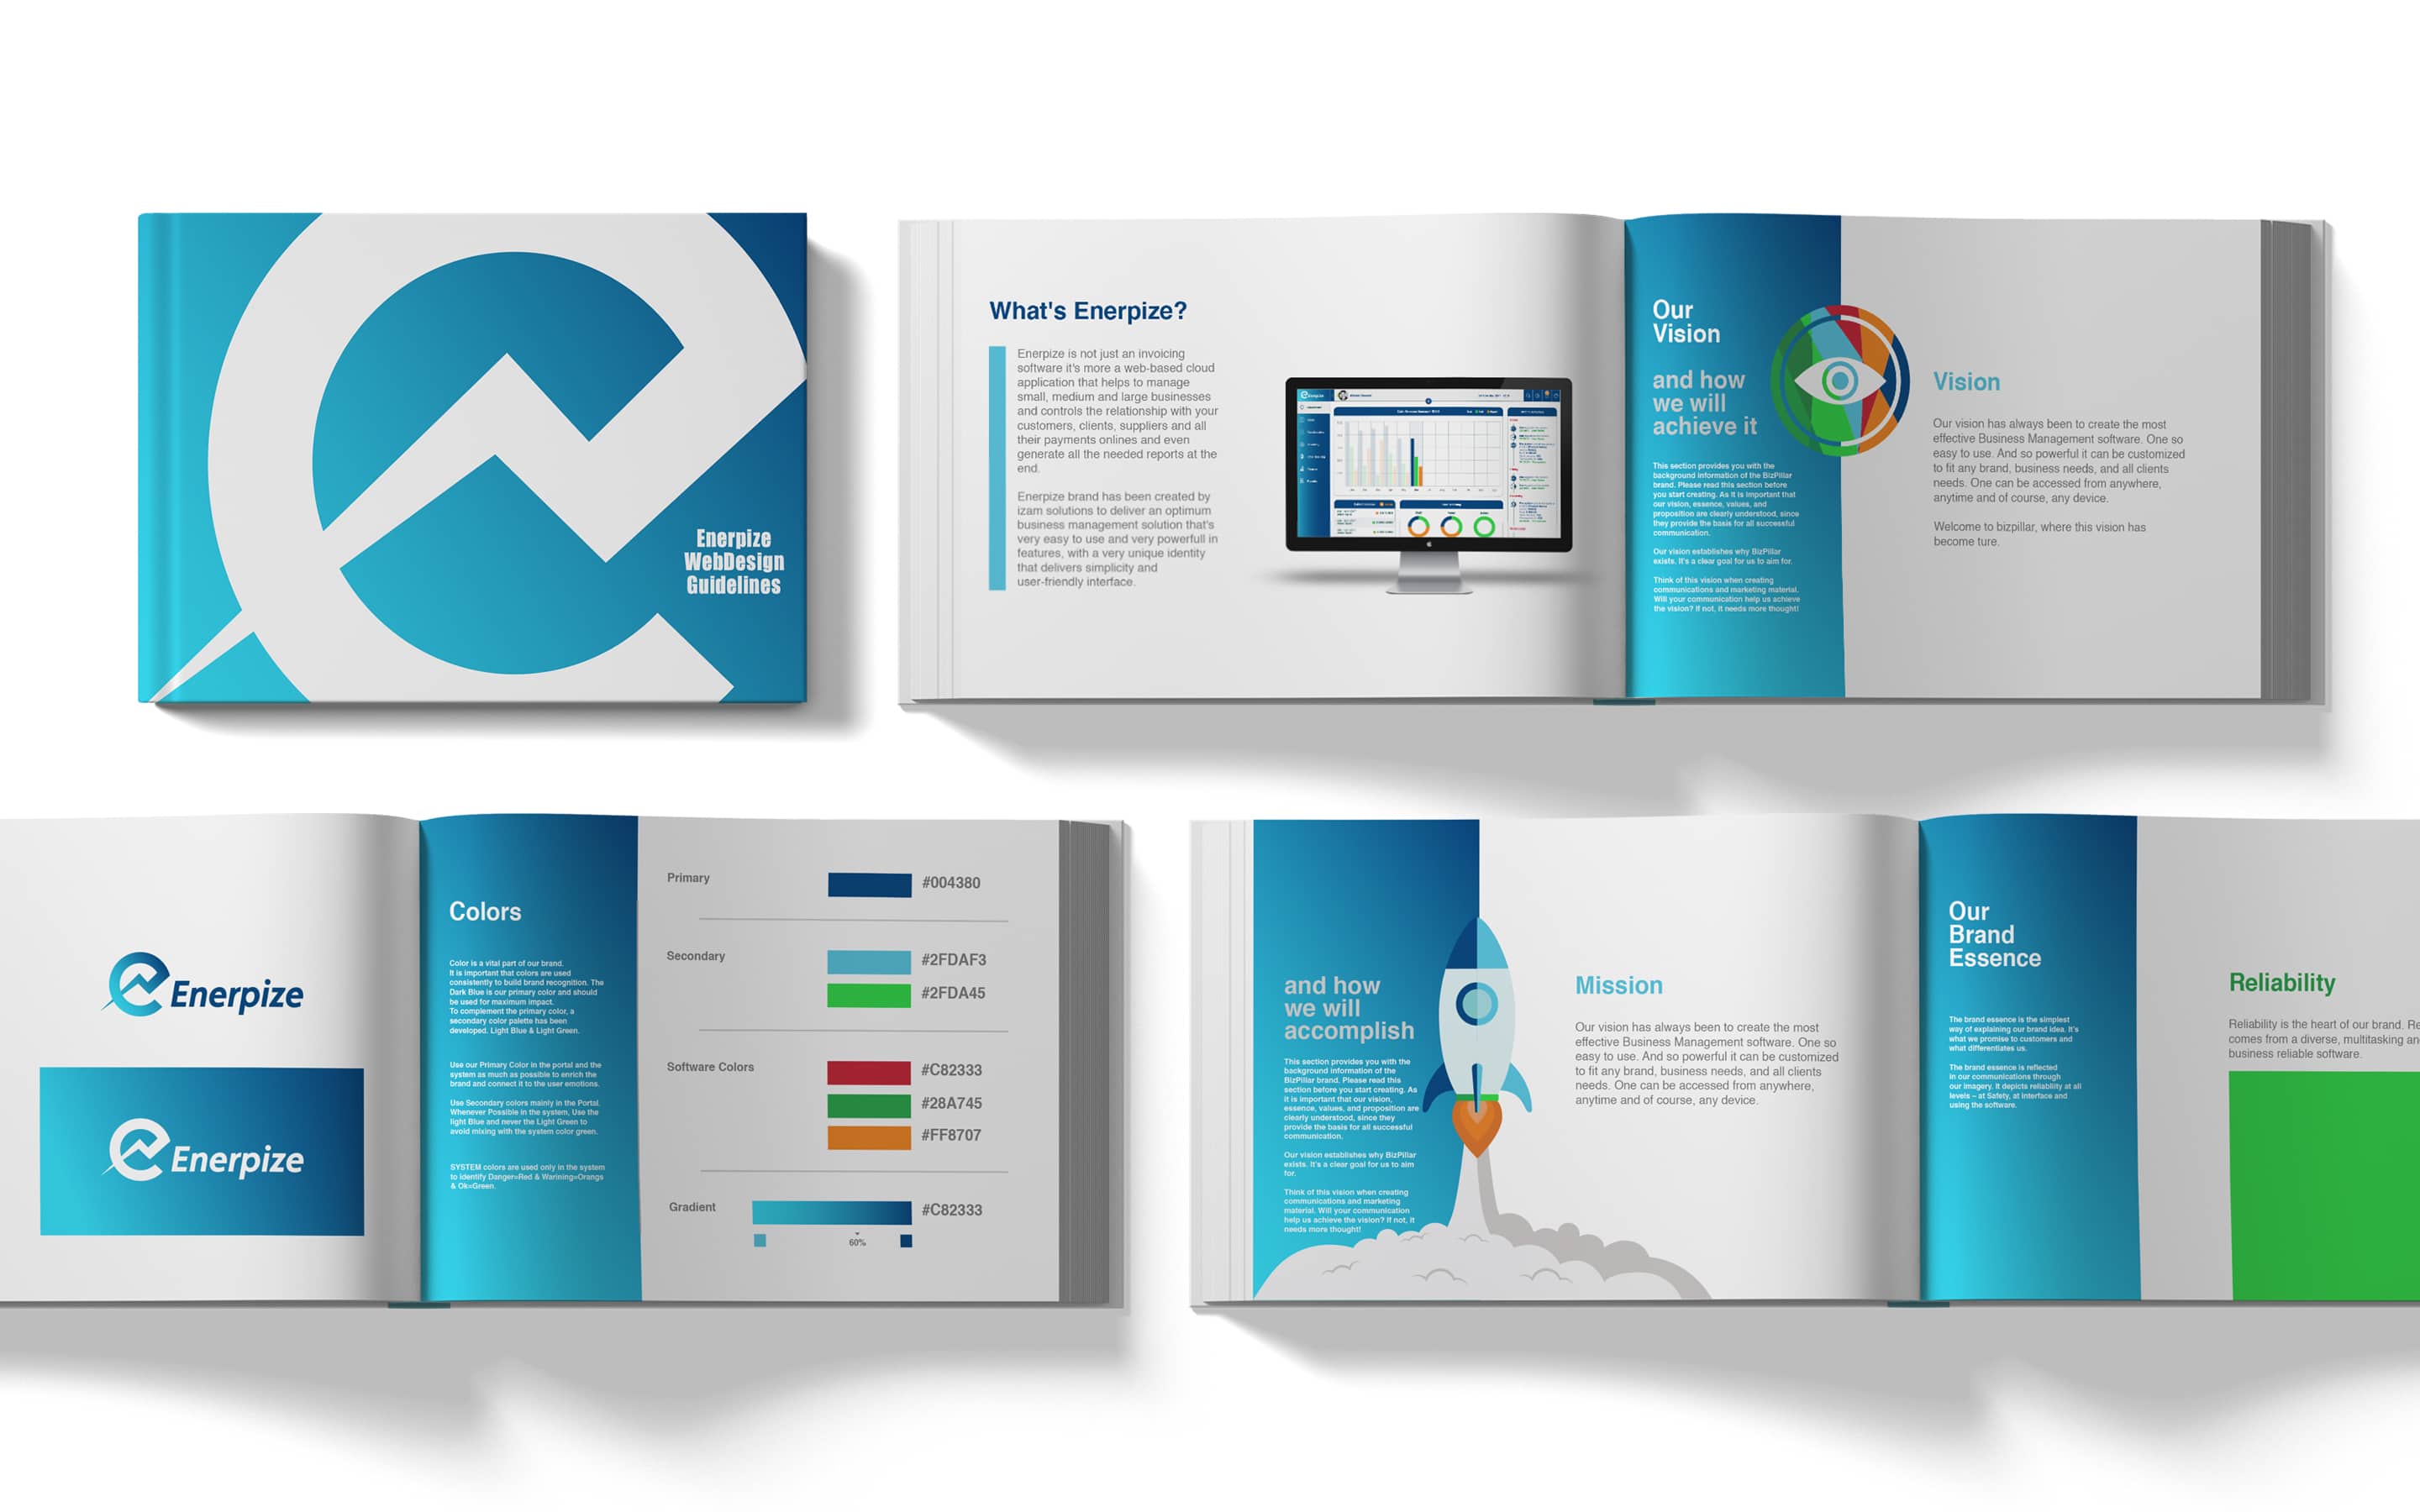 Enerpize
WebDesign
Guidelines
What's Enerpize?
Enerpize is not just an invoicing
software it's more a web-based cloud
application that helps to manage
small, medium and large businesses
and controls the relationship with your
customers, clients, suppliers and all
their payments onlines and even
generate all the needed reports at the
end.
Enerpize brand has been created by
izam solutions to deliver an optimum
business management solution that's
very easy to use and very powerfull in
features, with a very unique identity
that delivers simplicity and
user-friendly interface.
Our
Vision
and how
we will
achieve it
This section provides you with the
background information of the BizPillar
brand. Please read this section before
you start creating. As it is important that
our vision, essence, values, and
proposition are clearly understood, since
they provide the basis for all successful
communication.
Our vision establishes why BizPillar
exists. It's a clear goal for us to aim for.
Think of this vision when creating
communications and marketing material.
Will your communication help us achieve
the vision? If not, it needs more thought!
Vision
Our vision has always been to create the most
effective Business Management software. One so
easy to use. And so powerful it can be customized
to fit any brand, business needs, and all clients
needs. One can be accessed from anywhere,
anytime and of course, any device.
Welcome to bizpillar, where this vision has
become ture.
Enerpize
Enerpize
Colors
Color is a vital part of our brand.
It is important that colors are used
consistently to build brand recognition. The
Dark Blue is our primary color and should
be used for maximum impact.
To complement the primary color, a
secondary color palette has been
developed. Light Blue & Light Green.
Use our Primary Color in the portal and the
system as much as possible to enrich the
brand and connect it to the user emotions.
Use Secondary colors mainly in the Portal.
Whenever Possible in the system, Use the
light Blue and never the Light Green to
avoid mixing with the system color green.
SYSTEM colors are used only in the system
to identify Danger=Red & Warining=Orangs
& Ok=Green.
Primary
#004380
Secondary
#2FDAF3
#2FDA45
Software Colors
#C82333
#28A745
#FF8707
Gradient
#C82333
60%
and how
we will
accomplish
This section provides you with the
background information of the
BizPillar brand. Please read this
section before you start creating. As
it is important that our vision,
essence, values, and proposition are
clearly understood, since they
provide the basis for all successful
communication.
Our vision establishes why BizPillar
exists. It's a clear goal for us to aim
for.
Think of this vision when creating
communications and marketing
material. Will your communication
help us achieve the vision? If not, it
needs more thought!
Mission
Our vision has always been to create the most
effective Business Management software. One so
easy to use. And so powerful it can be customized
to fit any brand, business needs, and all clients
needs. One can be accessed from anywhere,
anytime and of course, any device.
Our
Brand
Essence
The brand essence is the simplest
way of explaining our brand idea. It's
what we promise to customers and
what differentiates us.
The brand essence is reflected
in our communications through
our imagery. It depicts reliability at all
levels – at Safety, at Interface and
using the software.
Reliability
Reliability is the heart of our brand. Re
comes from a diverse, multitasking an
business reliable software.